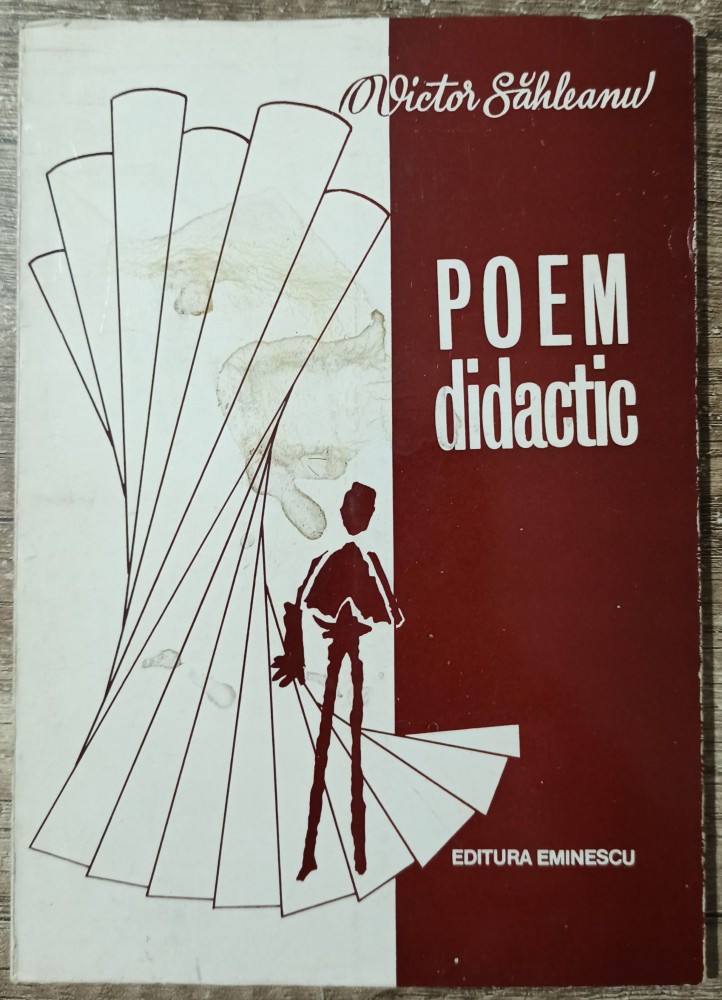 Victor Săhleanu
POEM
didactic
EDITURA EMINESCU